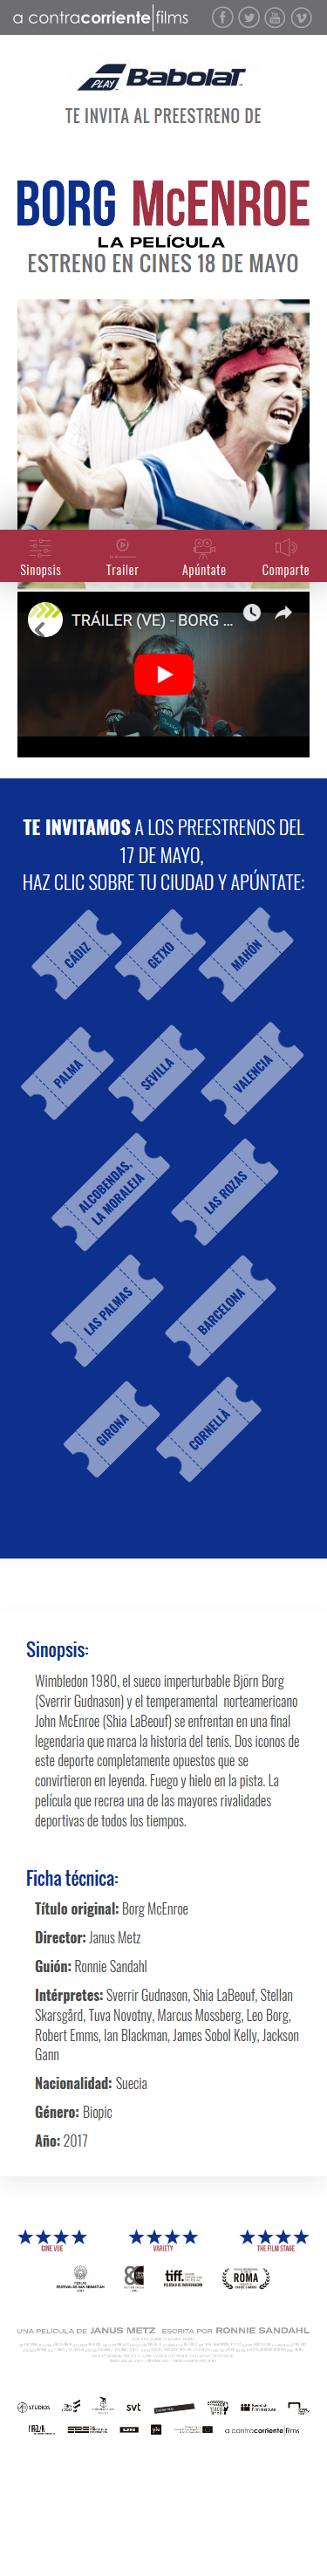 a contracorriente films
PLAY Babolat
TE INVITA AL PREESTRENO DE
BORG McENROE
LA PELÍCULA
ESTRENO EN CINES 18 DE MAYO
Sinopsis Trailer Apúntate Comparte
TRÁILER (VE) - BORG ...
TE INVITAMOS A LOS PREESTRENOS DEL
17 DE MAYO,
HAZ CLIC SOBRE TU CIUDAD Y APÚNTATE:
CÁDIZ
GETXO
MAHÓN
PALMA
SEVILLA
VALENCIA
ALCOBENDAS,
LA MORALEJA
LAS ROZAS
LAS PALMAS
BARCELONA
GIRONA
CORNELLÀ
Sinopsis:
Wimbledon 1980, el sueco imperturbable Björn Borg
(Sverrir Gudnason) y el temperamental norteamericano
John McEnroe (Shia LaBeouf) se enfrentan en una final
legendaria que marca la historia del tenis. Dos iconos de
este deporte completamente opuestos que se
convirtieron en leyenda. Fuego y hielo en la pista. La
película que recrea una de las mayores rivalidades
deportivas de todos los tiempos.
Ficha técnica:
Título original: Borg McEnroe
Director: Janus Metz
Guión: Ronnie Sandahl
Intérpretes: Sverrir Gudnason, Shia LaBeouf, Stellan
Skarsgård, Tuva Novotny, Marcus Mossberg, Leo Borg,
Robert Emms, Ian Blackman, James Sobol Kelly, Jackson
Gann
Nacionalidad: Suecia
Género: Biopic
Año: 2017
CINE VUE VARIETY THE FILM STAGE
tiff.
ROMA
UNA PELÍCULA DE JANUS METZ ESCRITA POR RONNIE SANDAHL
STUDIOS
svt
a contracorriente films